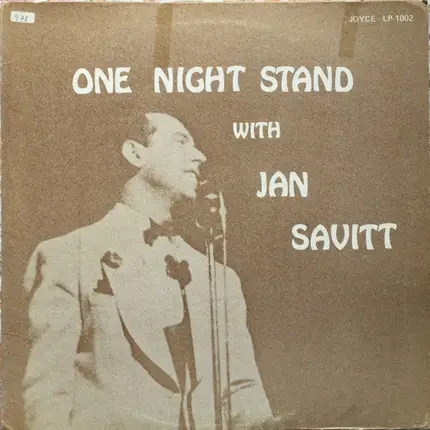 JOYCE - LP-1002
ONE NIGHT STAND
WITH
JAN
SAVITT